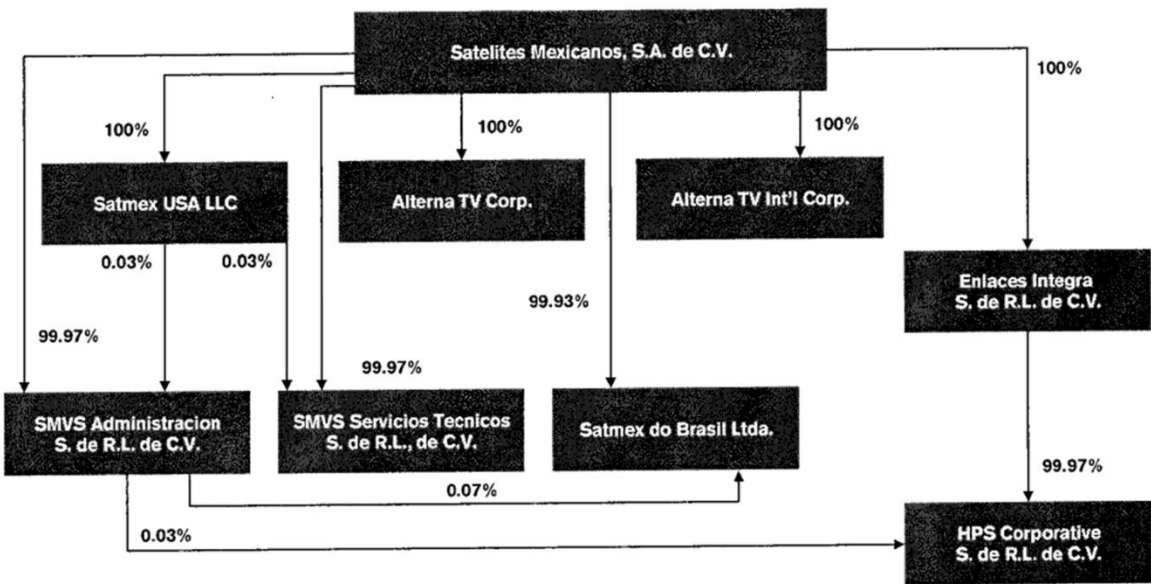 Satelites Mexicanos, S.A. de C.V.
100%
100%
100%
100%
Satmex USA LLC
Alterna TV Corp.
Alterna TV Int'l Corp.
0.03%
0.03%
Enlaces Integra
S. de R.L. de C.V.
99.93%
99.97%
99.97%
SMVS Administracion
S. de R.L. de C.V.
SMVS Servicios Tecnicos
S. de R.L., de C.V.
Satmex do Brasil Ltda.
99.97%
0.07%
0.03%
HPS Corporative
S. de R.L. de C.V.